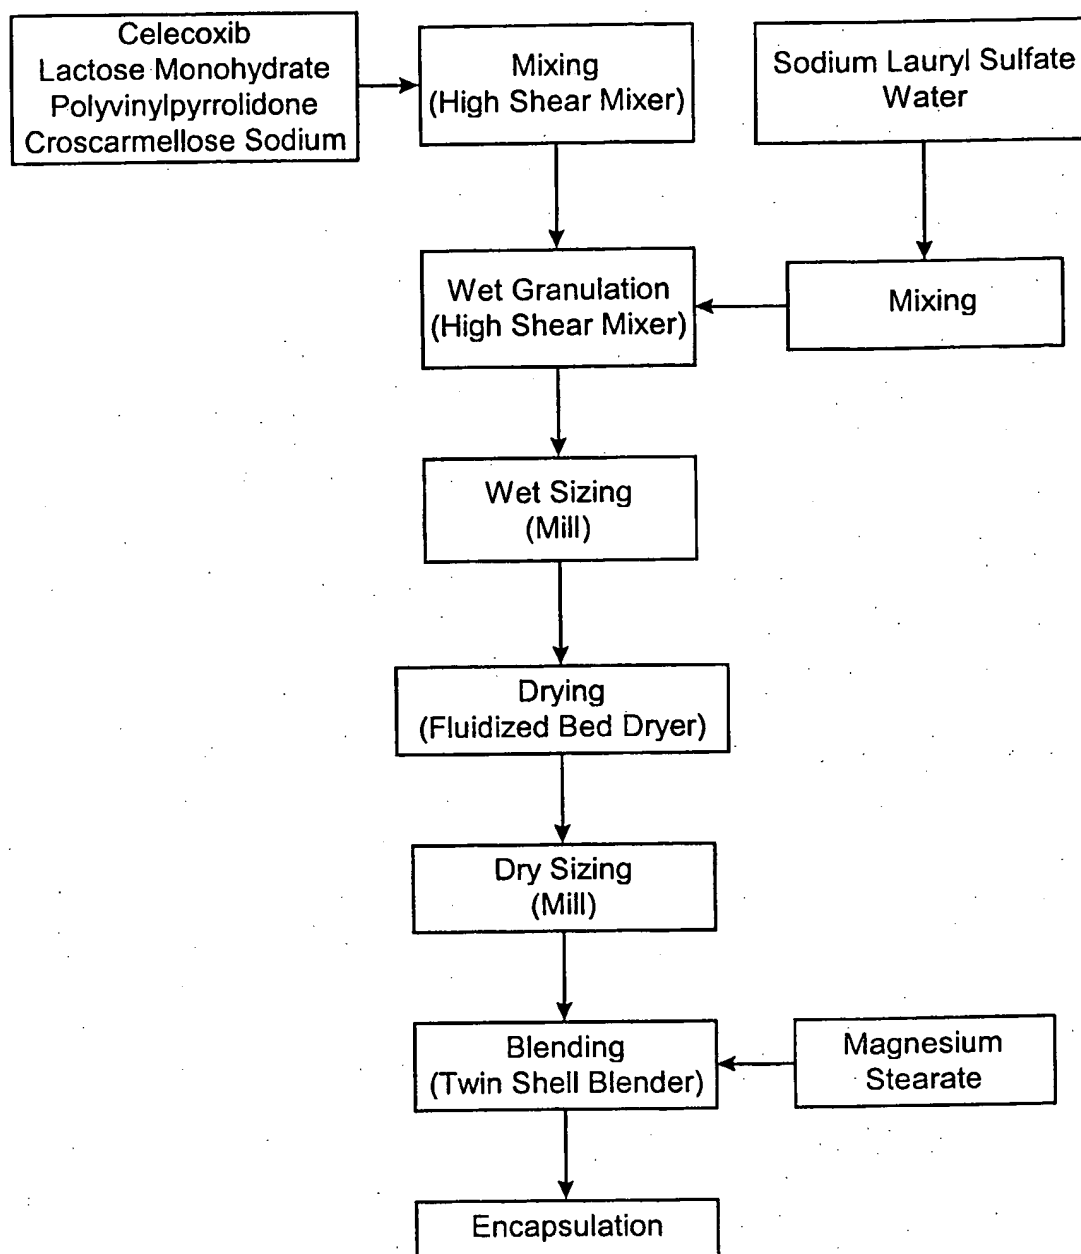 Celecoxib
Lactose Monohydrate
Polyvinylpyrrolidone
Croscarmellose Sodium
Mixing
(High Shear Mixer)
Sodium Lauryl Sulfate
Water
Wet Granulation
(High Shear Mixer)
Mixing
Wet Sizing
(Mill)
Drying
(Fluidized Bed Dryer)
Dry Sizing
(Mill)
Blending
(Twin Shell Blender)
Magnesium
Stearate
Encapsulation